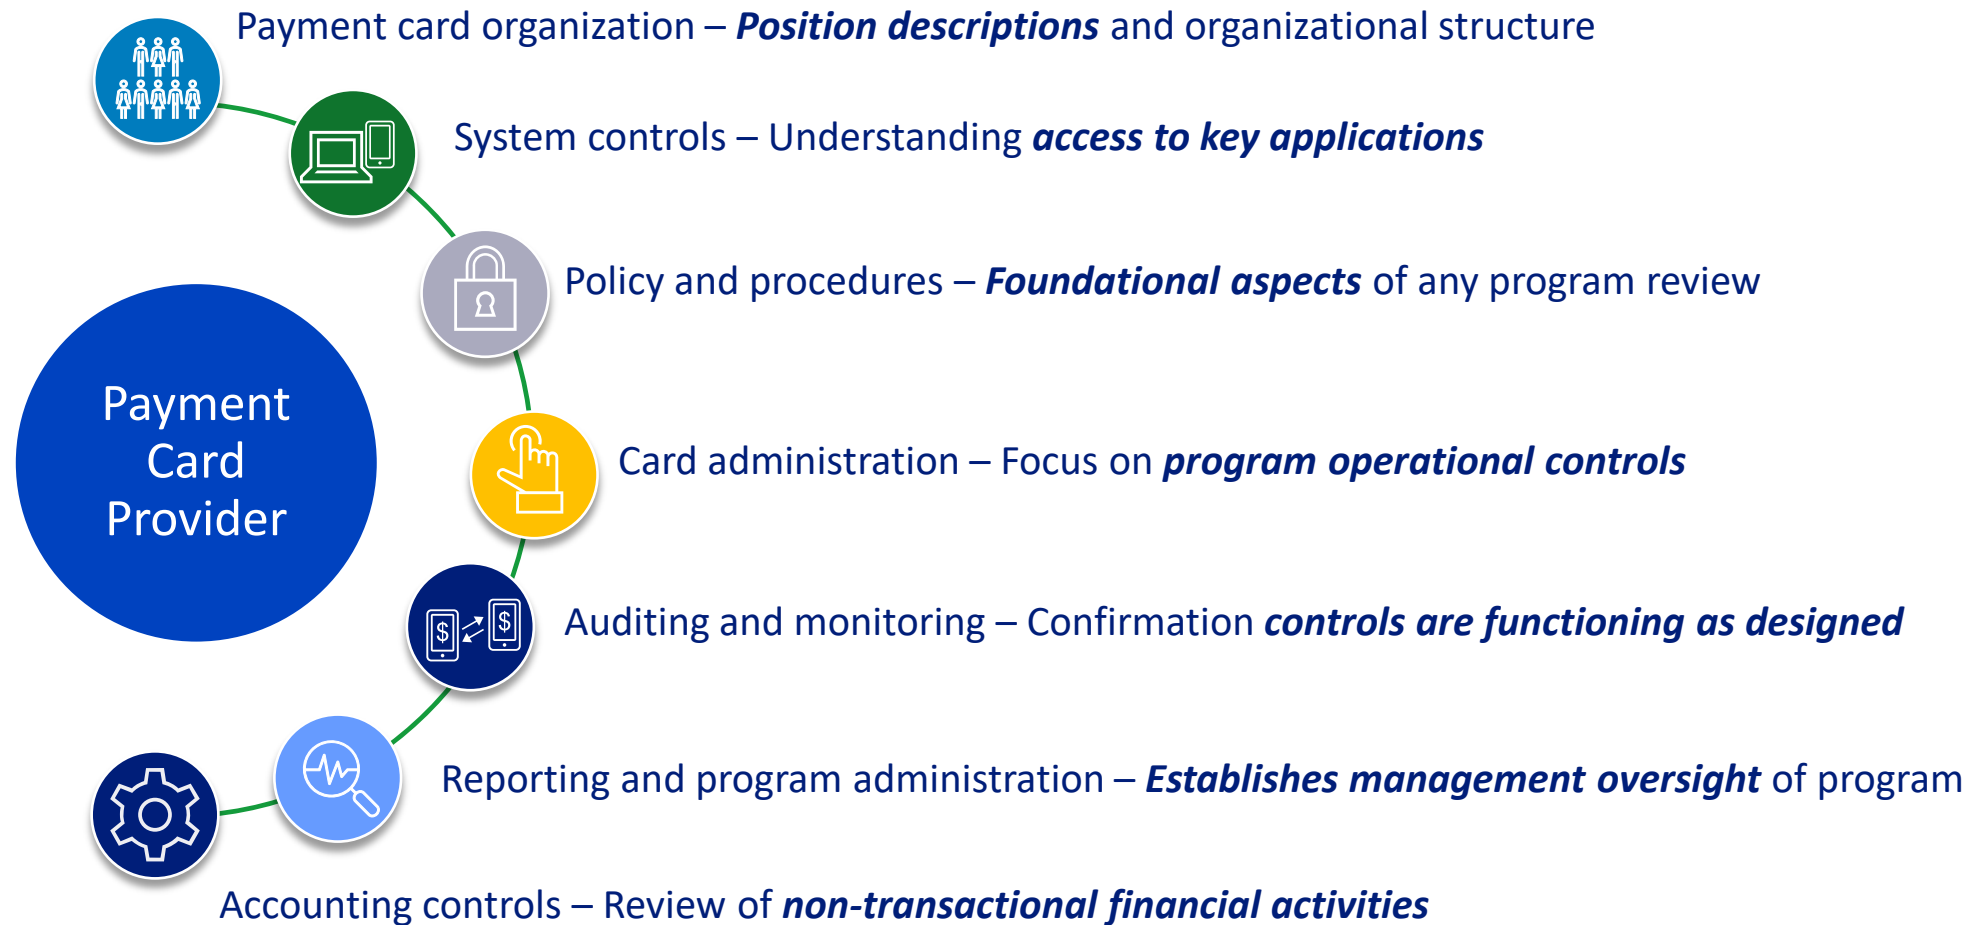 Payment card organization – Position descriptions and organizational structure
System controls – Understanding access to key applications
Policy and procedures – Foundational aspects of any program review
Payment
Card
Provider
Card administration – Focus on program operational controls
$ $
Auditing and monitoring – Confirmation controls are functioning as designed
Reporting and program administration – Establishes management oversight of program
Accounting controls – Review of non-transactional financial activities